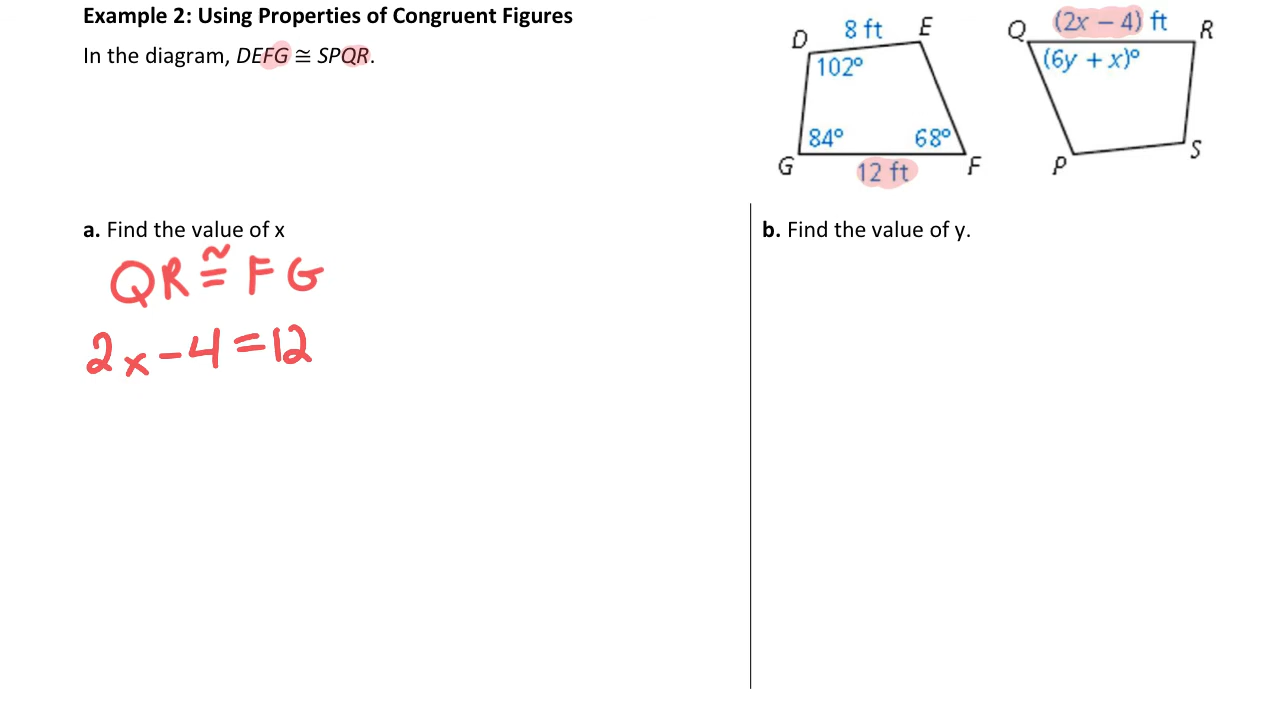 Example 2: Using Properties of Congruent Figures
In the diagram, DEFG ≅ SPQR.
D 8 ft E
102°
84° 68°
G 12 ft F
Q (2x − 4) ft R
(6y + x)°
P S
a. Find the value of x
QR ≅ FG
2x − 4 = 12
b. Find the value of y.